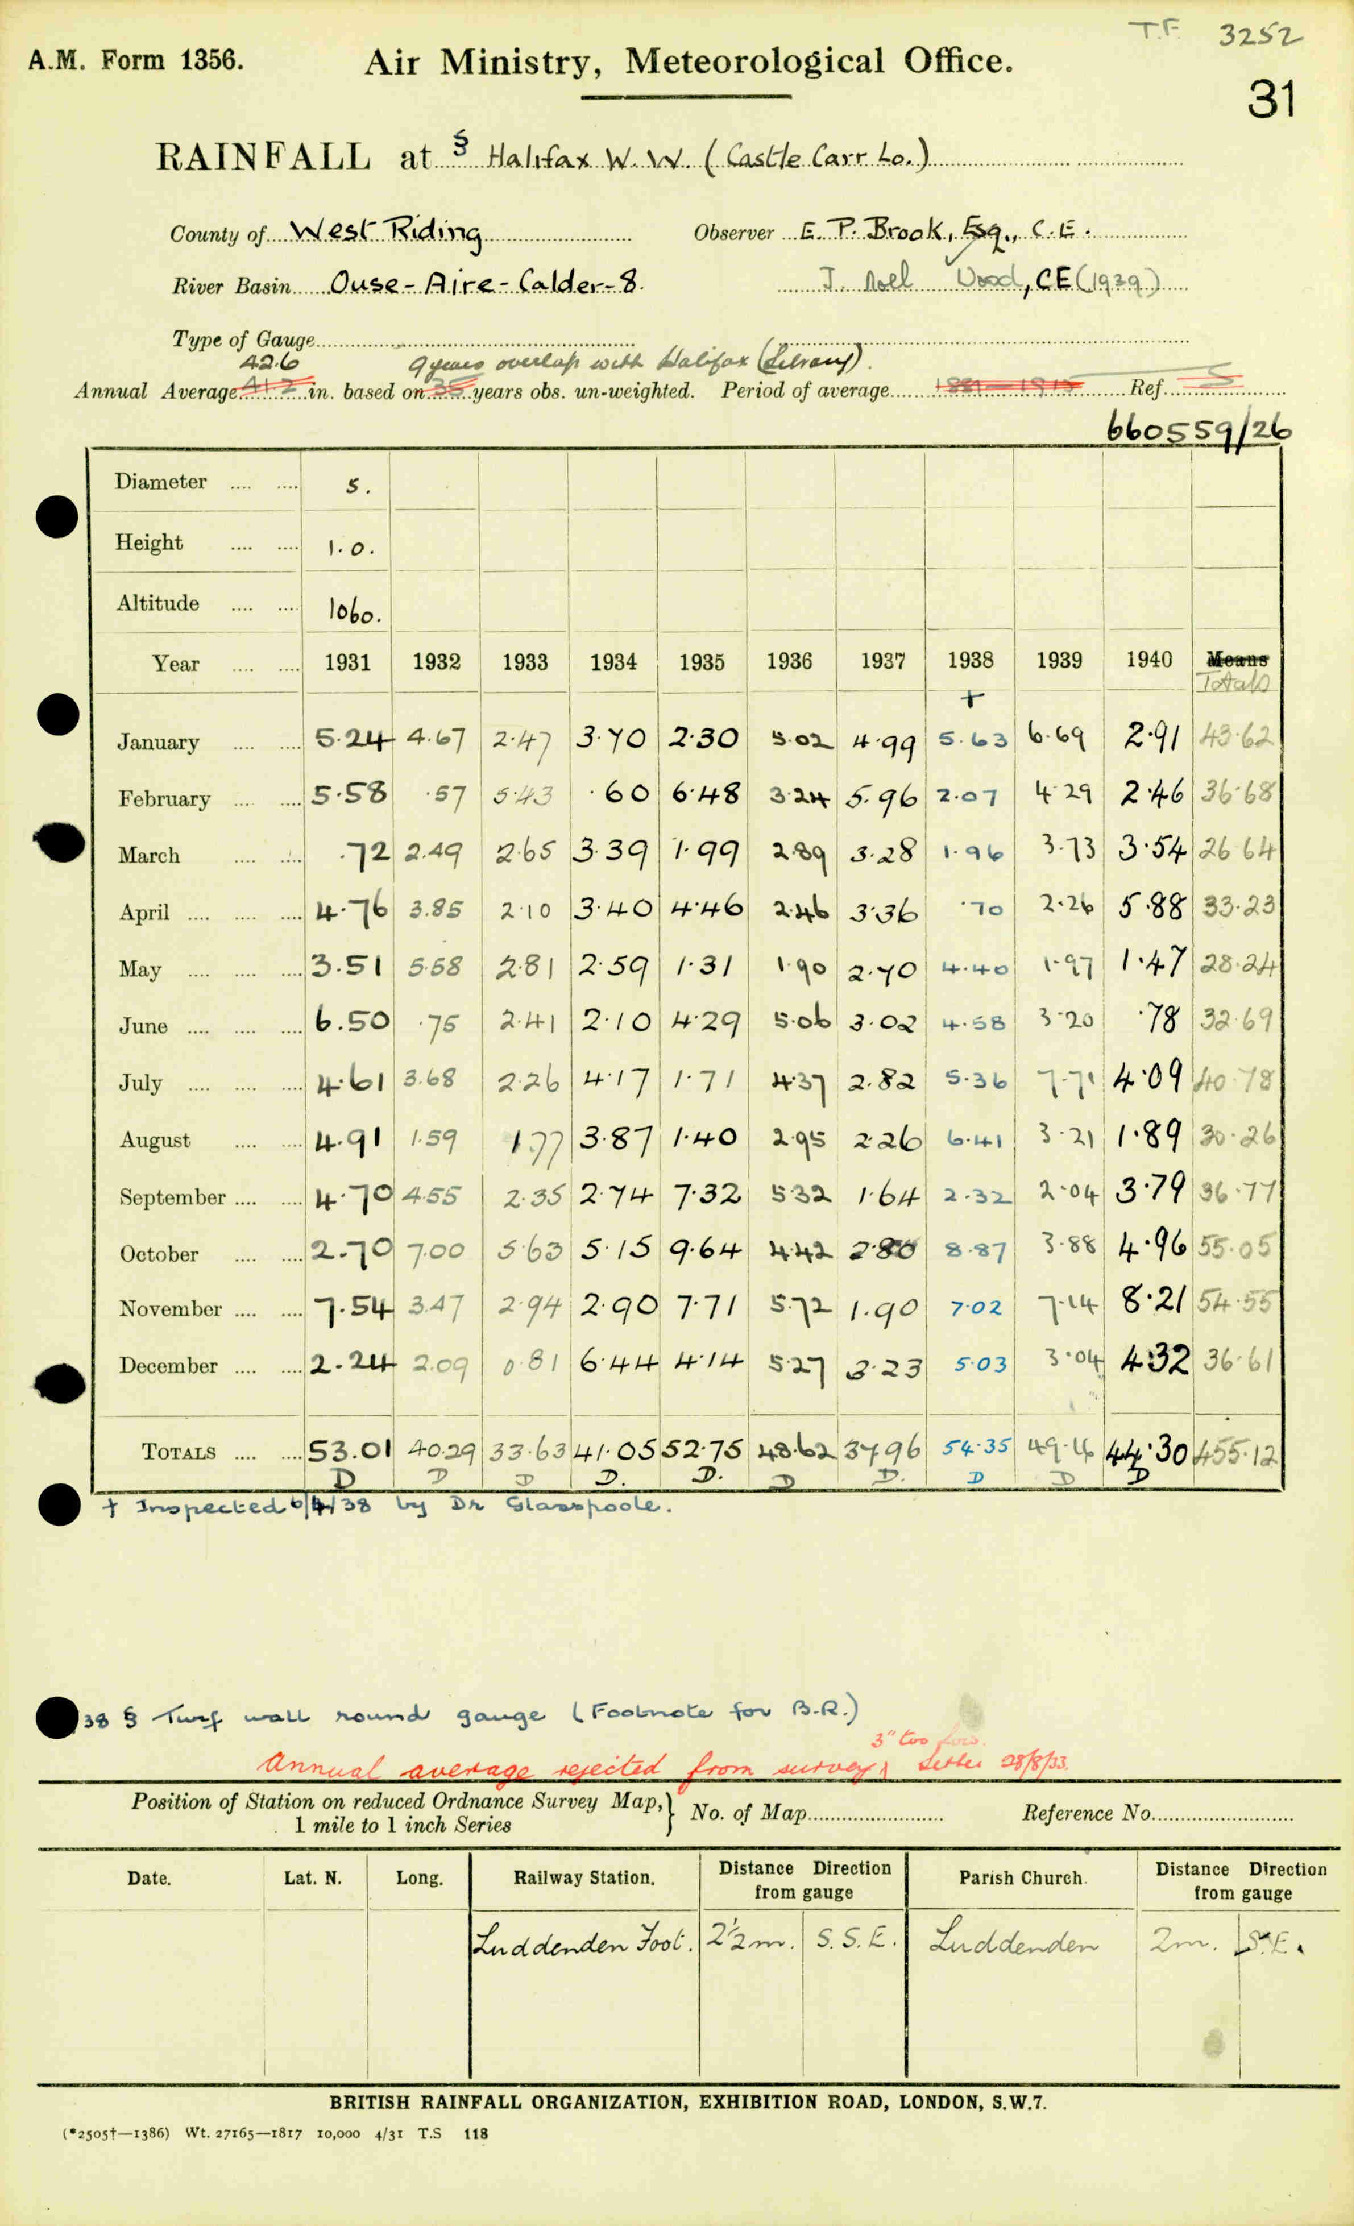 T.F. 3252
A.M. Form 1356. Air Ministry, Meteorological Office.
31
RAINFALL at § Halifax W. W. (Castle Carr Lo.)
County of West Riding Observer E. P. Brook, Esq., C.E.
River Basin Ouse-Aire-Calder-8. J. Noel Wood, CE (1939)
Type of Gauge
42.6 9 years overlap with Halifax (Library).
Annual Average 41.2 in. based on 35 years obs. un-weighted. Period of average 1881-1915 Ref. S
660559/26
Diameter 5.
Height 1.0.
Altitude 1060.
Year 1931 1932 1933 1934 1935 1936 1937 1938 1939 1940 Means
+ Totals
January 5.24 4.67 2.47 3.70 2.30 5.02 4.99 5.63 6.69 2.91 43.62
February 5.58 .57 5.43 .60 6.48 3.24 5.96 2.07 4.29 2.46 36.68
March .72 2.49 2.65 3.39 1.99 2.89 3.28 1.96 3.73 3.54 26.64
April 4.76 3.85 2.10 3.40 4.46 2.46 3.36 .70 2.26 5.88 33.23
May 3.51 5.58 2.81 2.59 1.31 1.90 2.70 4.40 1.97 1.47 28.24
June 6.50 .75 2.41 2.10 4.29 5.06 3.02 4.58 3.20 .78 32.69
July 4.61 3.68 2.26 4.17 1.71 4.37 2.82 5.36 7.71 4.09 40.78
August 4.91 1.59 1.77 3.87 1.40 2.95 2.26 6.41 3.21 1.89 30.26
September 4.70 4.55 2.35 2.74 7.32 5.32 1.64 2.32 2.04 3.79 36.77
October 2.70 7.00 5.63 5.15 9.64 4.42 2.80 8.87 3.88 4.96 55.05
November 7.54 3.47 2.94 2.90 7.71 5.72 1.90 7.02 7.14 8.21 54.55
December 2.24 2.09 0.81 6.44 4.14 5.27 3.23 5.03 3.04 4.32 36.61
TOTALS 53.01 40.29 33.63 41.05 52.75 48.62 37.96 54.35 49.16 44.30 455.12
D D D D. D. D D. D D D
+ Inspected 6/4/38 by Dr Glasspoole.
38 § Turf wall round gauge (Footnote for B.R.)
3" too low.
Annual average rejected from survey, Letter 28/8/33.
Position of Station on reduced Ordnance Survey Map, 1 mile to 1 inch Series } No. of Map Reference No.
Date. Lat. N. Long. Railway Station. Distance Direction from gauge Parish Church. Distance Direction from gauge
Luddenden Foot. 2½m. S.S.E. Luddenden 2m. S.E.
BRITISH RAINFALL ORGANIZATION, EXHIBITION ROAD, LONDON, S.W.7.
(*2505†—1386) Wt. 27165—1817 10,000 4/31 T.S 118